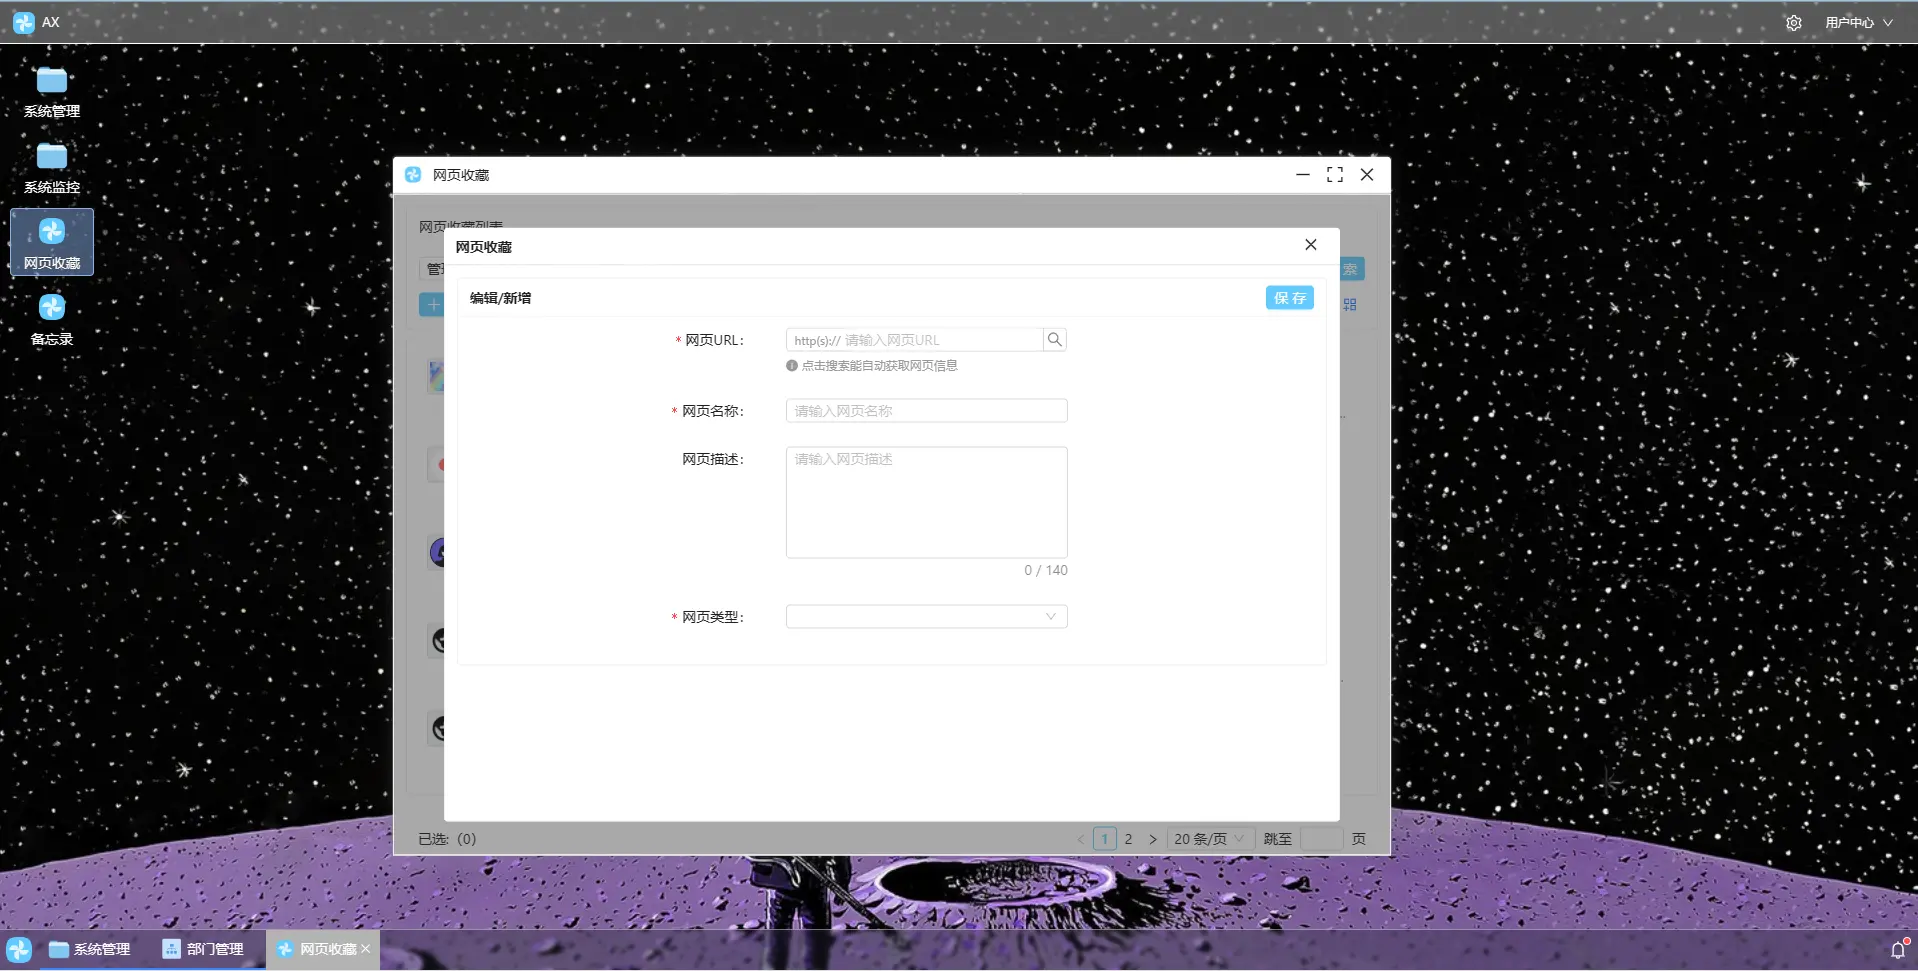 AX
用户中心
系统管理
系统监控
网页收藏
备忘录
网页收藏
网页收藏列表
网页收藏
编辑/新增
保 存
* 网页URL:
http(s):// 请输入网页URL
点击搜索能自动获取网页信息
* 网页名称:
请输入网页名称
网页描述:
请输入网页描述
0 / 140
* 网页类型:
索
已选: (0)
1 2 20 条/页 跳至 页
系统管理 部门管理 网页收藏